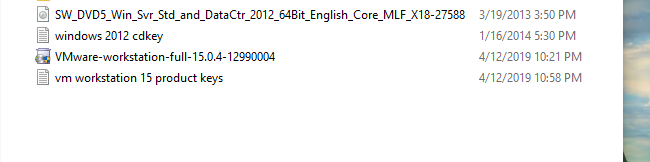 SW_DVD5_Win_Svr_Std_and_DataCtr_2012_64Bit_English_Core_MLF_X18-27588 3/19/2013 3:50 PM
windows 2012 cdkey 1/16/2014 5:30 PM
VMware-workstation-full-15.0.4-12990004 4/12/2019 10:21 PM
vm workstation 15 product keys 4/12/2019 10:58 PM